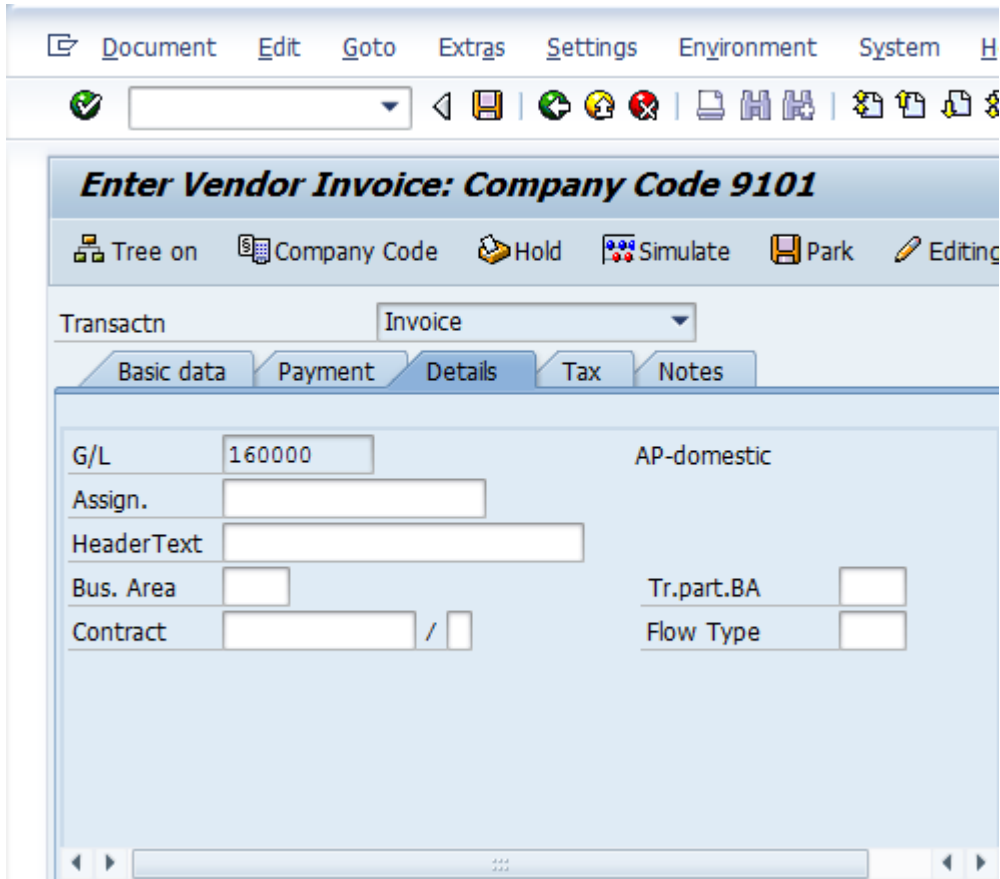 Document Edit Goto Extras Settings Environment System
Enter Vendor Invoice: Company Code 9101
Tree on Company Code Hold Simulate Park Editing
Transactn Invoice
Basic data Payment Details Tax Notes
G/L 160000 AP-domestic
Assign.
HeaderText
Bus. Area Tr.part.BA
Contract / Flow Type